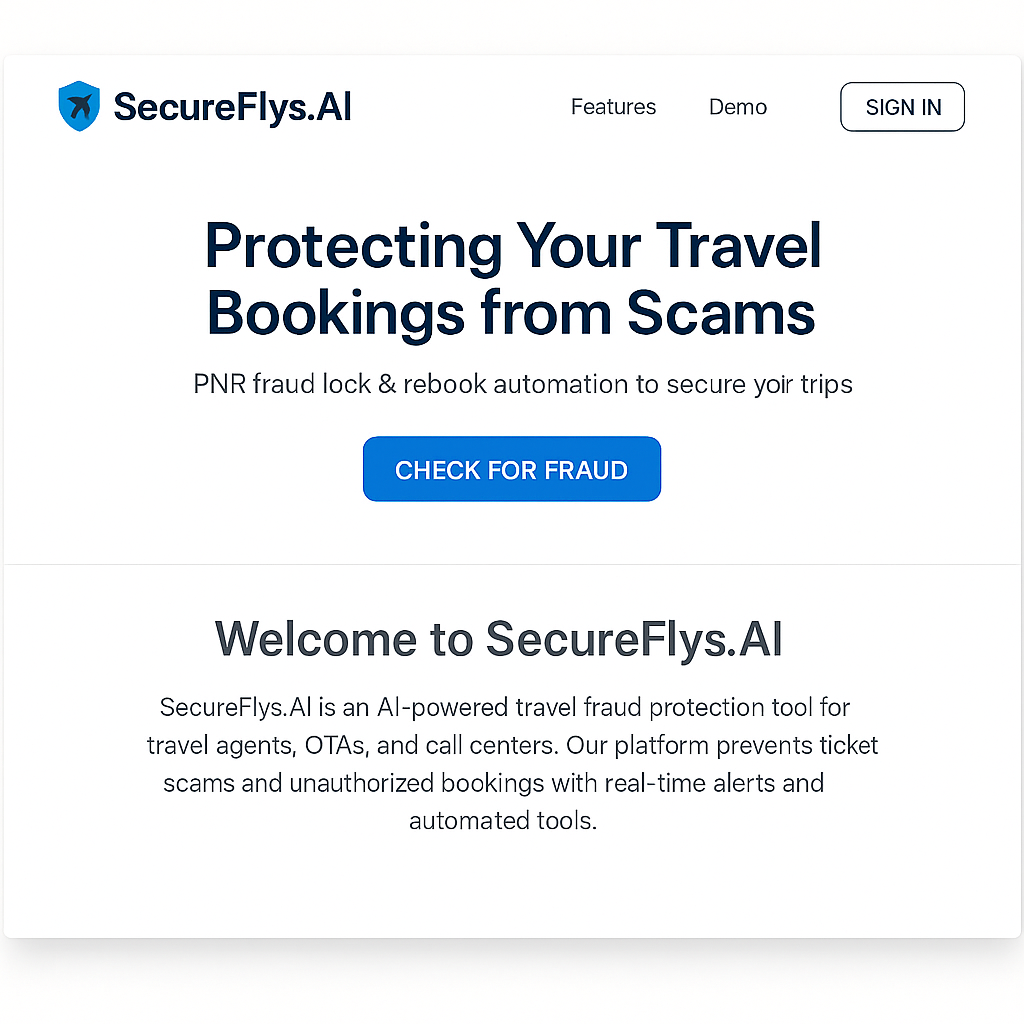 SecureFlys.AI
Features
Demo
SIGN IN
Protecting Your Travel
Bookings from Scams
PNR fraud lock & rebook automation to secure yoir trips
CHECK FOR FRAUD
Welcome to SecureFlys.AI
SecureFlys.AI is an AI-powered travel fraud protection tool for
travel agents, OTAs, and call centers. Our platform prevents ticket
scams and unauthorized bookings with real-time alerts and
automated tools.